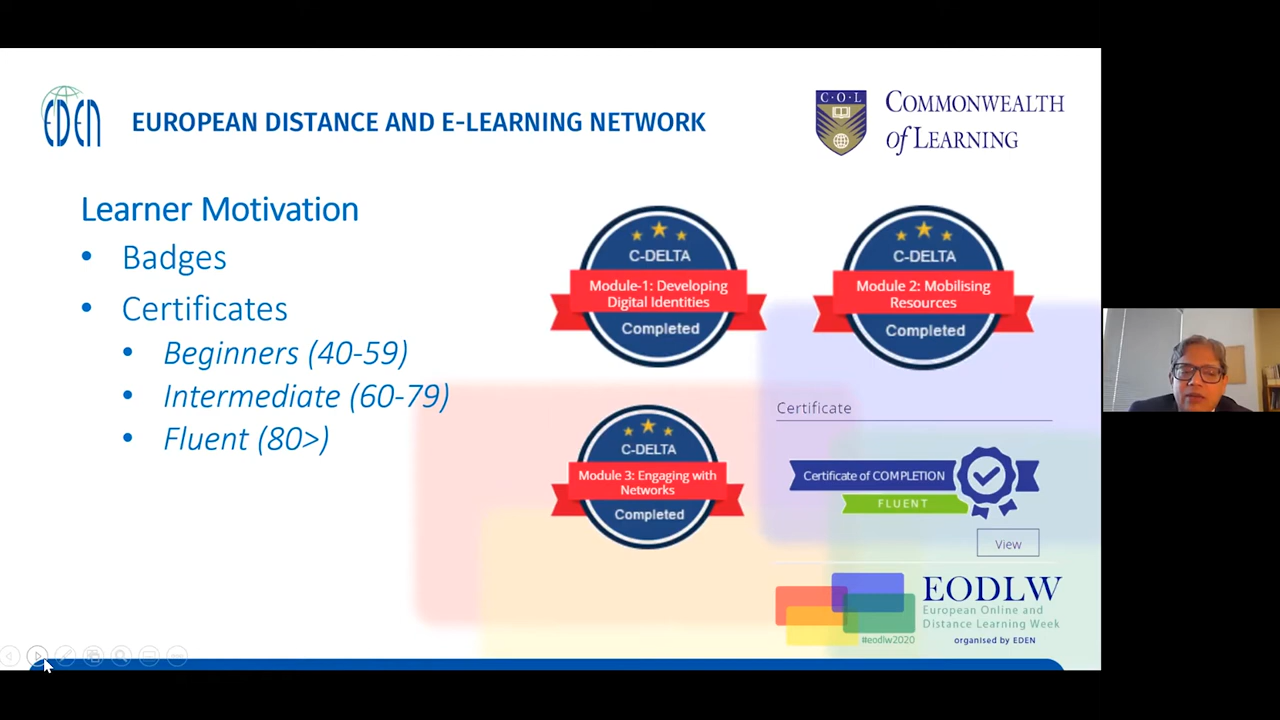 EDEN
EUROPEAN DISTANCE AND E-LEARNING NETWORK
C·O·L
COMMONWEALTH
of LEARNING
Learner Motivation
• Badges
• Certificates
• Beginners (40-59)
• Intermediate (60-79)
• Fluent (80>)
C-DELTA
Module-1: Developing
Digital Identities
Completed
C-DELTA
Module 2: Mobilising
Resources
Completed
C-DELTA
Module 3: Engaging with
Networks
Completed
Certificate
Certificate of COMPLETION
FLUENT
View
EODLW
European Online and
Distance Learning Week
#eodlw2020
organised by EDEN